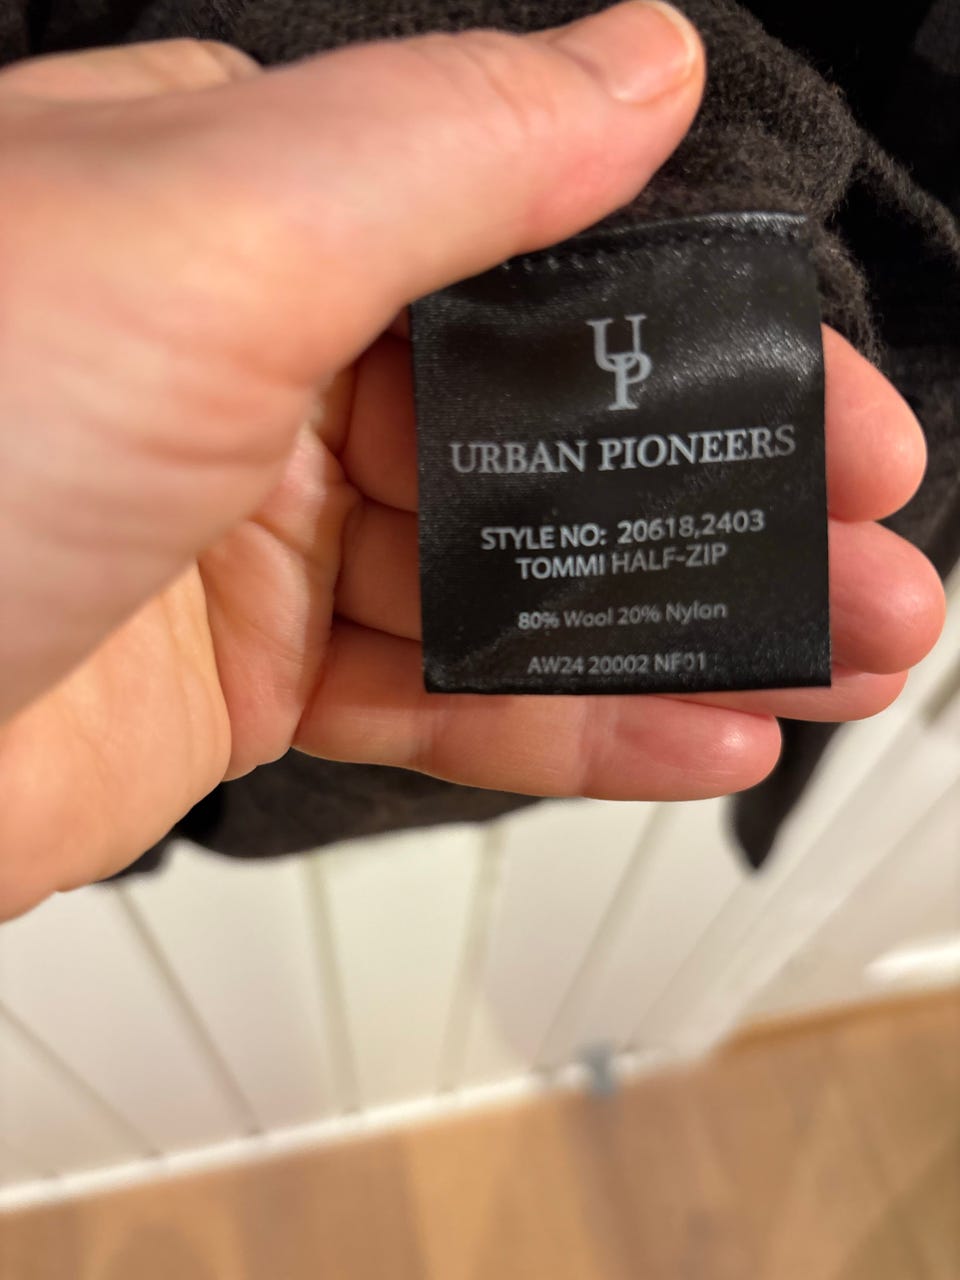 UP
URBAN PIONEERS
STYLE NO: 20618,2403
TOMMI HALF-ZIP
80% Wool 20% Nylon
AW24 20002 NF01